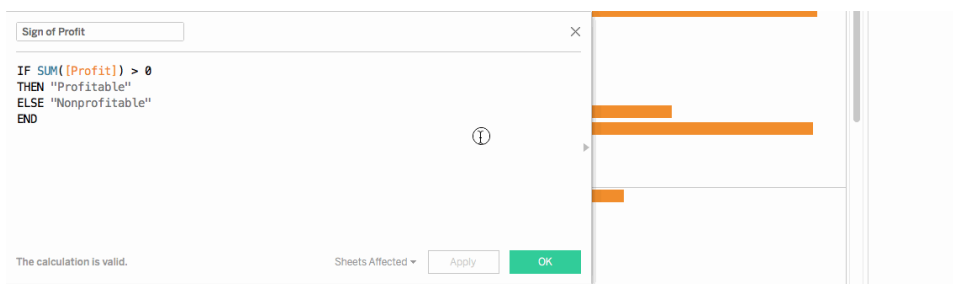 Sign of Profit
IF SUM([Profit]) > 0
THEN "Profitable"
ELSE "Nonprofitable"
END
The calculation is valid.
Sheets Affected
Apply
OK